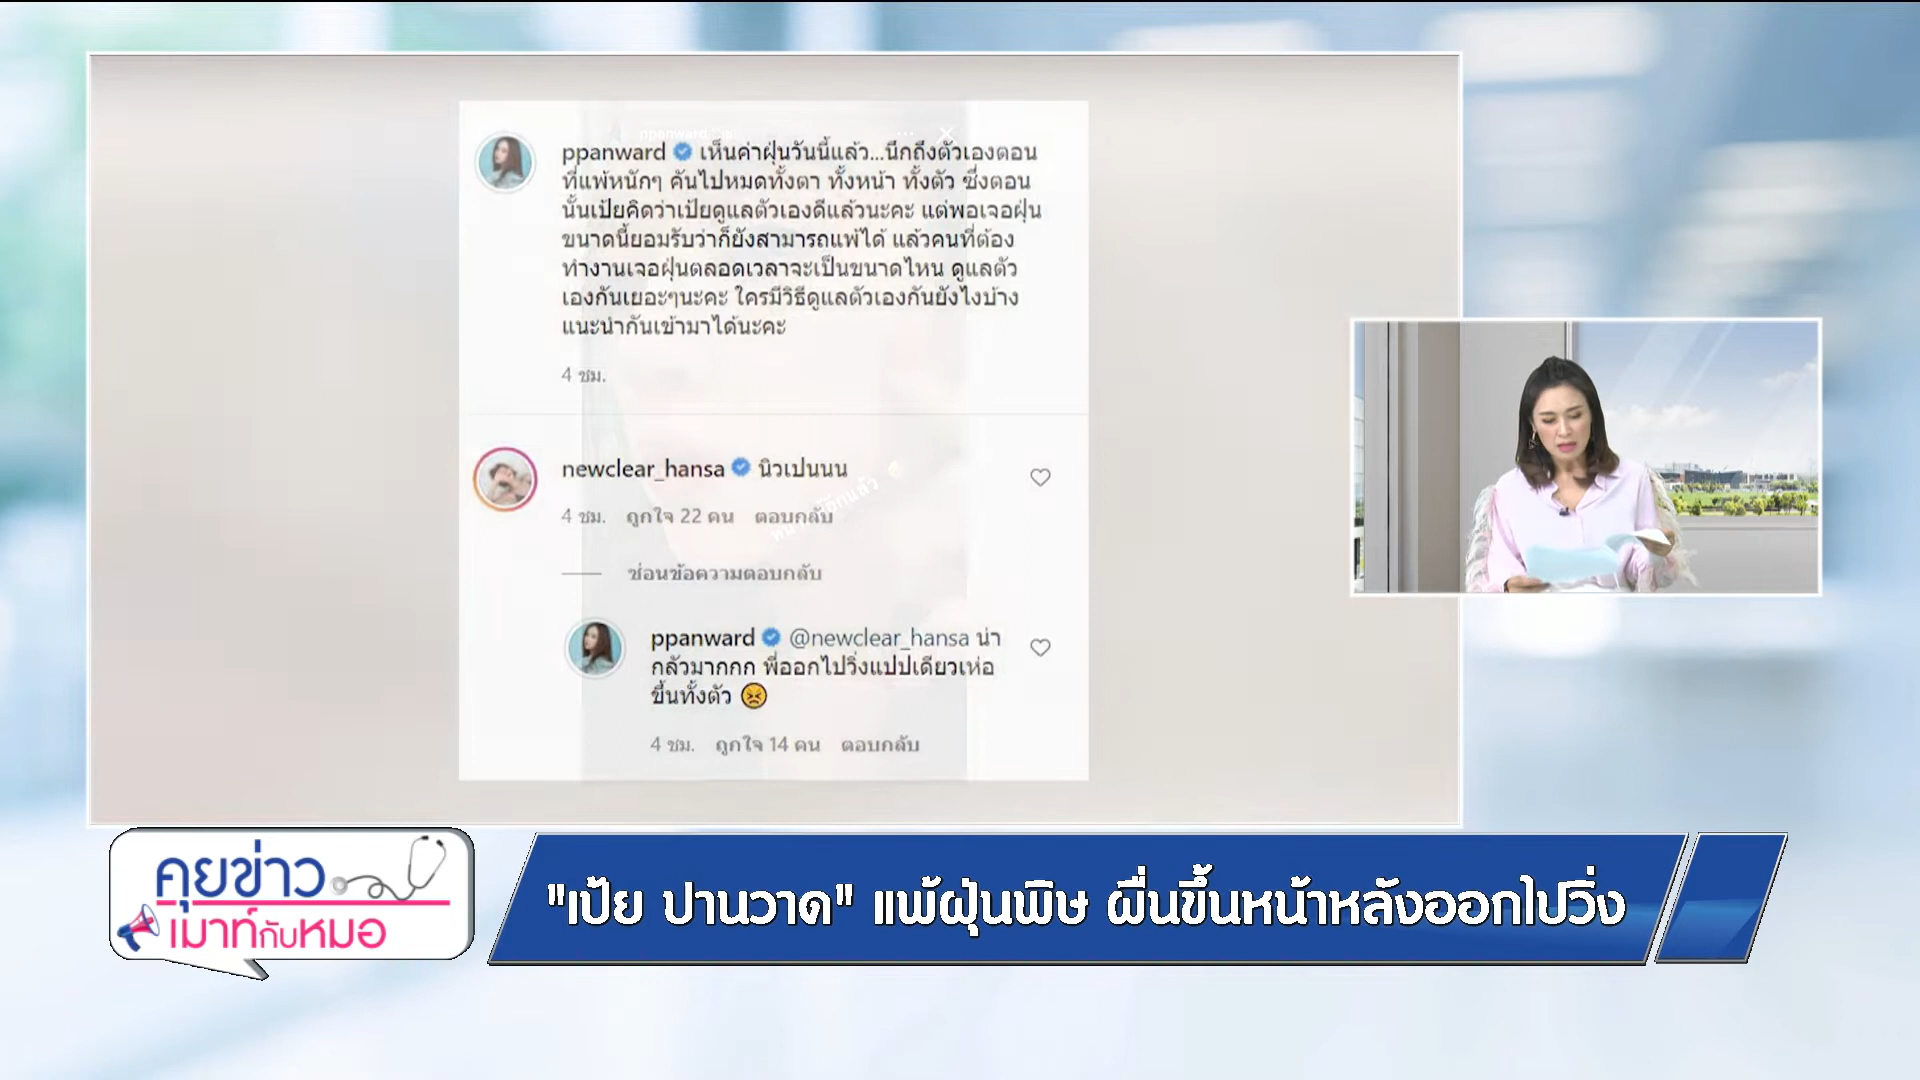 ppanward เห็นค่าฝุ่นวันนี้แล้ว...นึกถึงตัวเองตอน
ที่แพ้หนักๆ คันไปหมดทั้งตา ทั้งหน้า ทั้งตัว ซึ่งตอน
นั้นเป้ยคิดว่าเป้ยดูแลตัวเองดีแล้วนะคะ แต่พอเจอฝุ่น
ขนาดนี้ยอมรับว่าก็ยังสามารถแพ้ได้ แล้วคนที่ต้อง
ทำงานเจอฝุ่นตลอดเวลาจะเป็นขนาดไหน ดูแลตัว
เองกันเยอะๆนะคะ ใครมีวิธีดูแลตัวเองกันยังไงบ้าง
แนะนำกันเข้ามาได้นะคะ
4 ชม.
newclear_hansa นิวเปนนน
4 ชม. ถูกใจ 22 คน ตอบกลับ
ซ่อนข้อความตอบกลับ
ppanward @newclear_hansa น่า
กลัวมากกก พี่ออกไปวิ่งแปปเดียวเห่อ
ขึ้นทั้งตัว 😣
4 ชม. ถูกใจ 14 คน ตอบกลับ
คุยข่าว
เมาท์กับหมอ
"เป้ย ปานวาด" แพ้ฝุ่นพิษ ผื่นขึ้นหน้าหลังออกไปวิ่ง